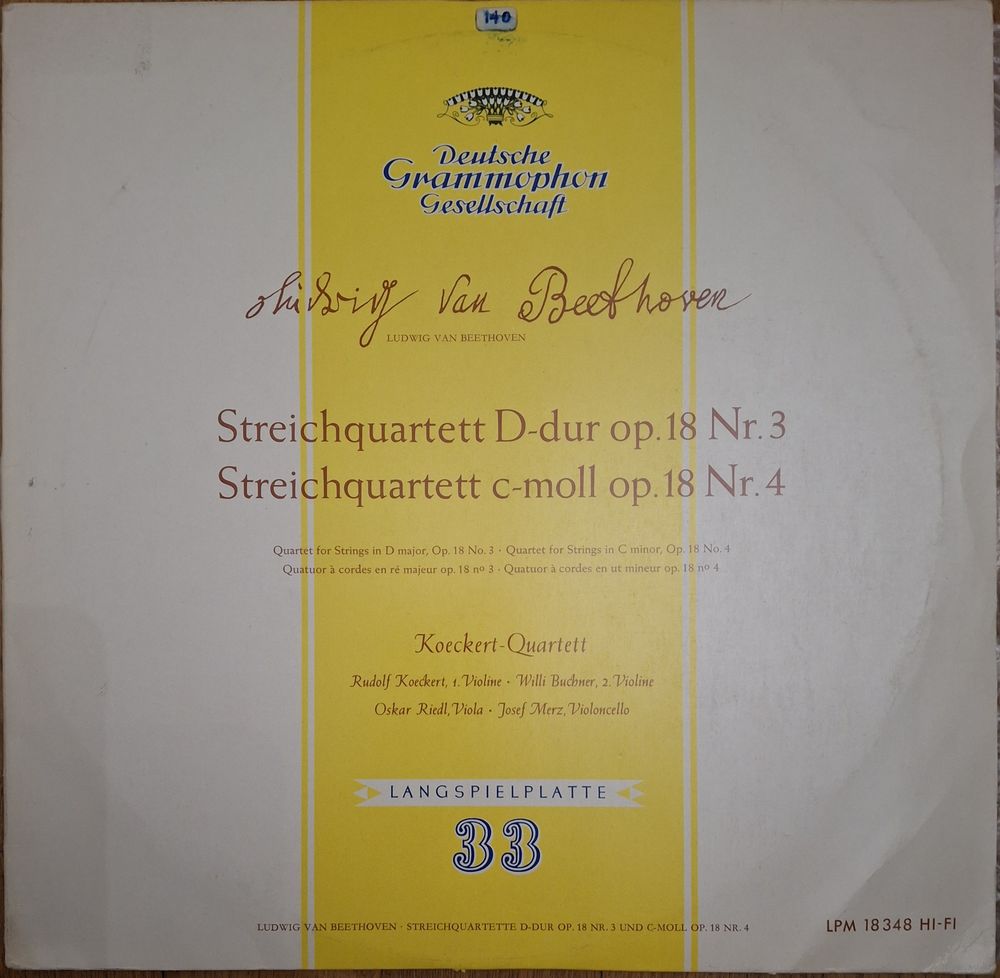 140
Deutsche
Grammophon
Gesellschaft
Ludwig van Beethoven
LUDWIG VAN BEETHOVEN
Streichquartett D-dur op. 18 Nr. 3
Streichquartett c-moll op. 18 Nr. 4
Quartet for Strings in D major, Op. 18 No. 3 · Quartet for Strings in C minor, Op. 18 No. 4
Quatuor à cordes en ré majeur op. 18 nº 3 · Quatuor à cordes en ut mineur op. 18 nº 4
Koeckert-Quartett
Rudolf Koeckert, 1. Violine · Willi Buchner, 2. Violine
Oskar Riedl, Viola · Josef Merz, Violoncello
LANGSPIELPLATTE
33
LUDWIG VAN BEETHOVEN · STREICHQUARTETTE D-DUR OP. 18 NR. 3 UND C-MOLL OP. 18 NR. 4
LPM 18348 HI-FI